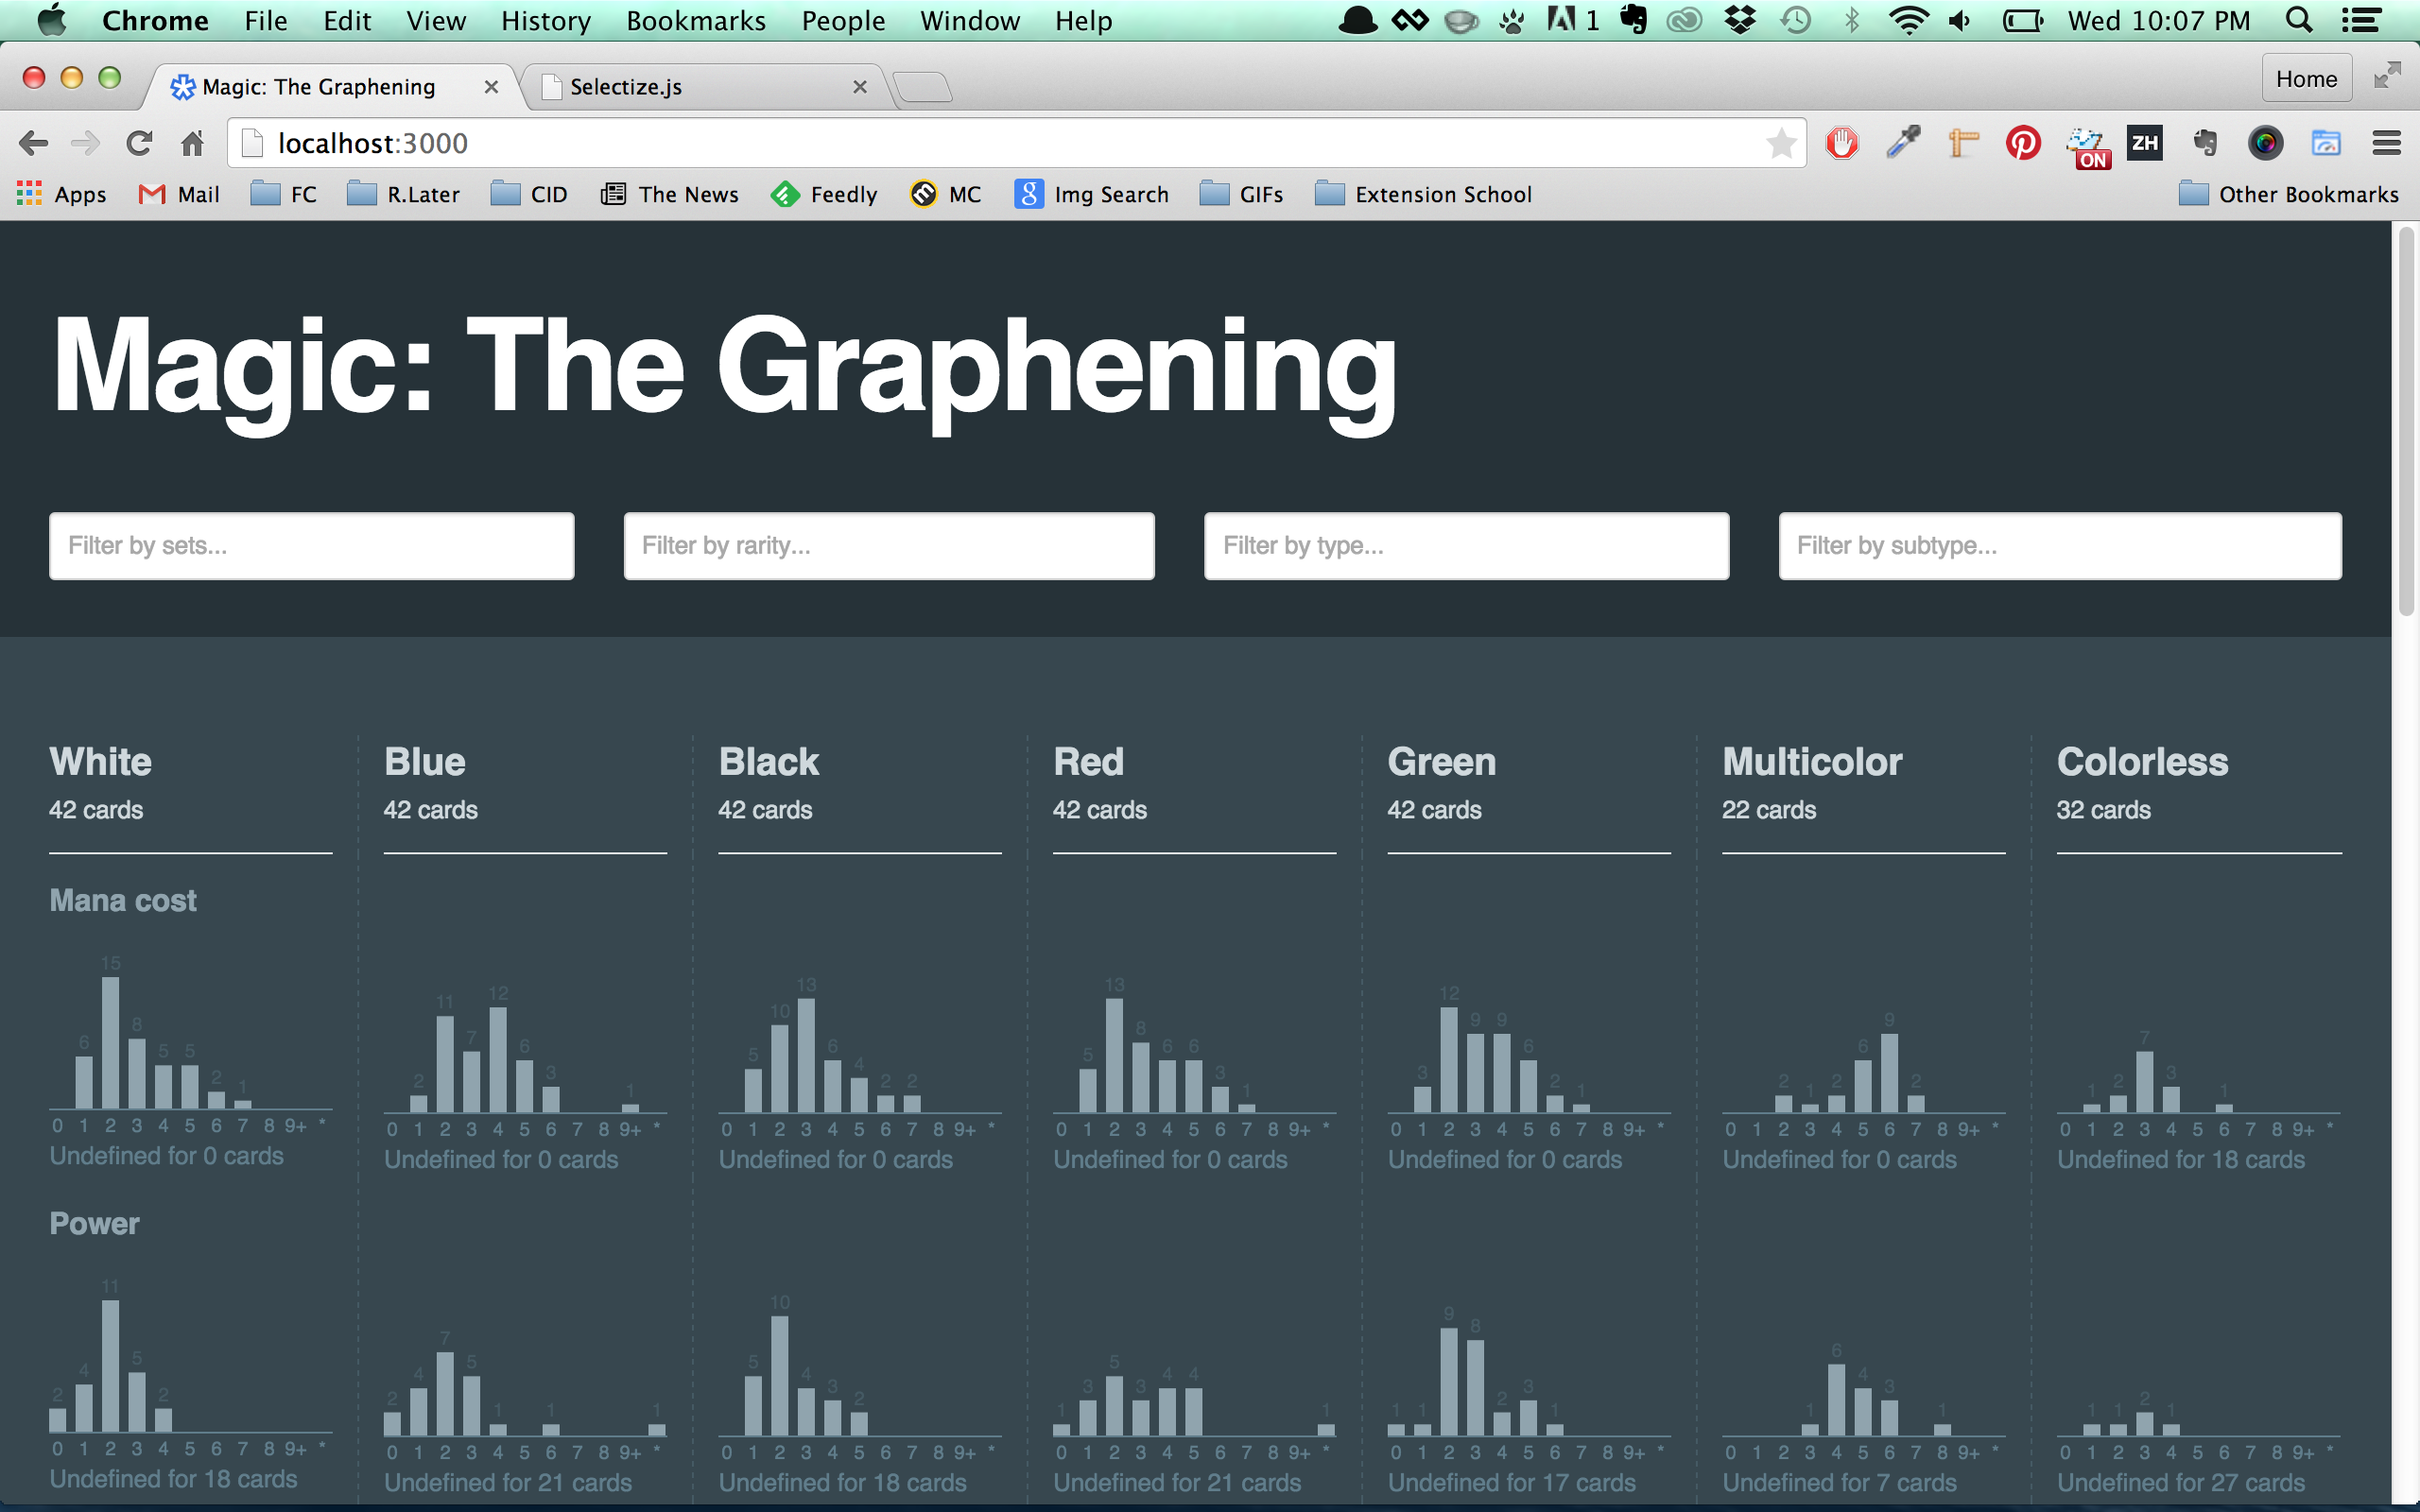 Chrome File Edit View History Bookmarks People Window Help 1 Wed 10:07 PM
Magic: The Graphening Selectize.js Home
localhost:3000 ZH ON
Apps Mail FC R.Later CID The News Feedly MC Img Search GIFs Extension School Other Bookmarks
Magic: The Graphening
Filter by sets... Filter by rarity... Filter by type... Filter by subtype...
White Blue Black Red Green Multicolor Colorless
42 cards 42 cards 42 cards 42 cards 42 cards 22 cards 32 cards
Mana cost
6 15 8 5 5 2 1
2 11 7 12 6 3 1
5 10 13 6 4 2 2
5 13 8 6 6 3 1
3 12 9 9 6 2 1
2 1 2 6 9 2
1 2 7 3 1
0 1 2 3 4 5 6 7 8 9+ * 0 1 2 3 4 5 6 7 8 9+ * 0 1 2 3 4 5 6 7 8 9+ * 0 1 2 3 4 5 6 7 8 9+ * 0 1 2 3 4 5 6 7 8 9+ * 0 1 2 3 4 5 6 7 8 9+ * 0 1 2 3 4 5 6 7 8 9+ *
Undefined for 0 cards Undefined for 0 cards Undefined for 0 cards Undefined for 0 cards Undefined for 0 cards Undefined for 0 cards Undefined for 18 cards
Power
2 4 11 5 2
2 4 7 5 1 1 1
5 10 4 3 2
1 3 5 3 4 4 1
1 1 9 8 2 3 1
1 6 4 3 1
1 1 2 1
0 1 2 3 4 5 6 7 8 9+ * 0 1 2 3 4 5 6 7 8 9+ * 0 1 2 3 4 5 6 7 8 9+ * 0 1 2 3 4 5 6 7 8 9+ * 0 1 2 3 4 5 6 7 8 9+ * 0 1 2 3 4 5 6 7 8 9+ * 0 1 2 3 4 5 6 7 8 9+ *
Undefined for 18 cards Undefined for 21 cards Undefined for 18 cards Undefined for 21 cards Undefined for 17 cards Undefined for 7 cards Undefined for 27 cards